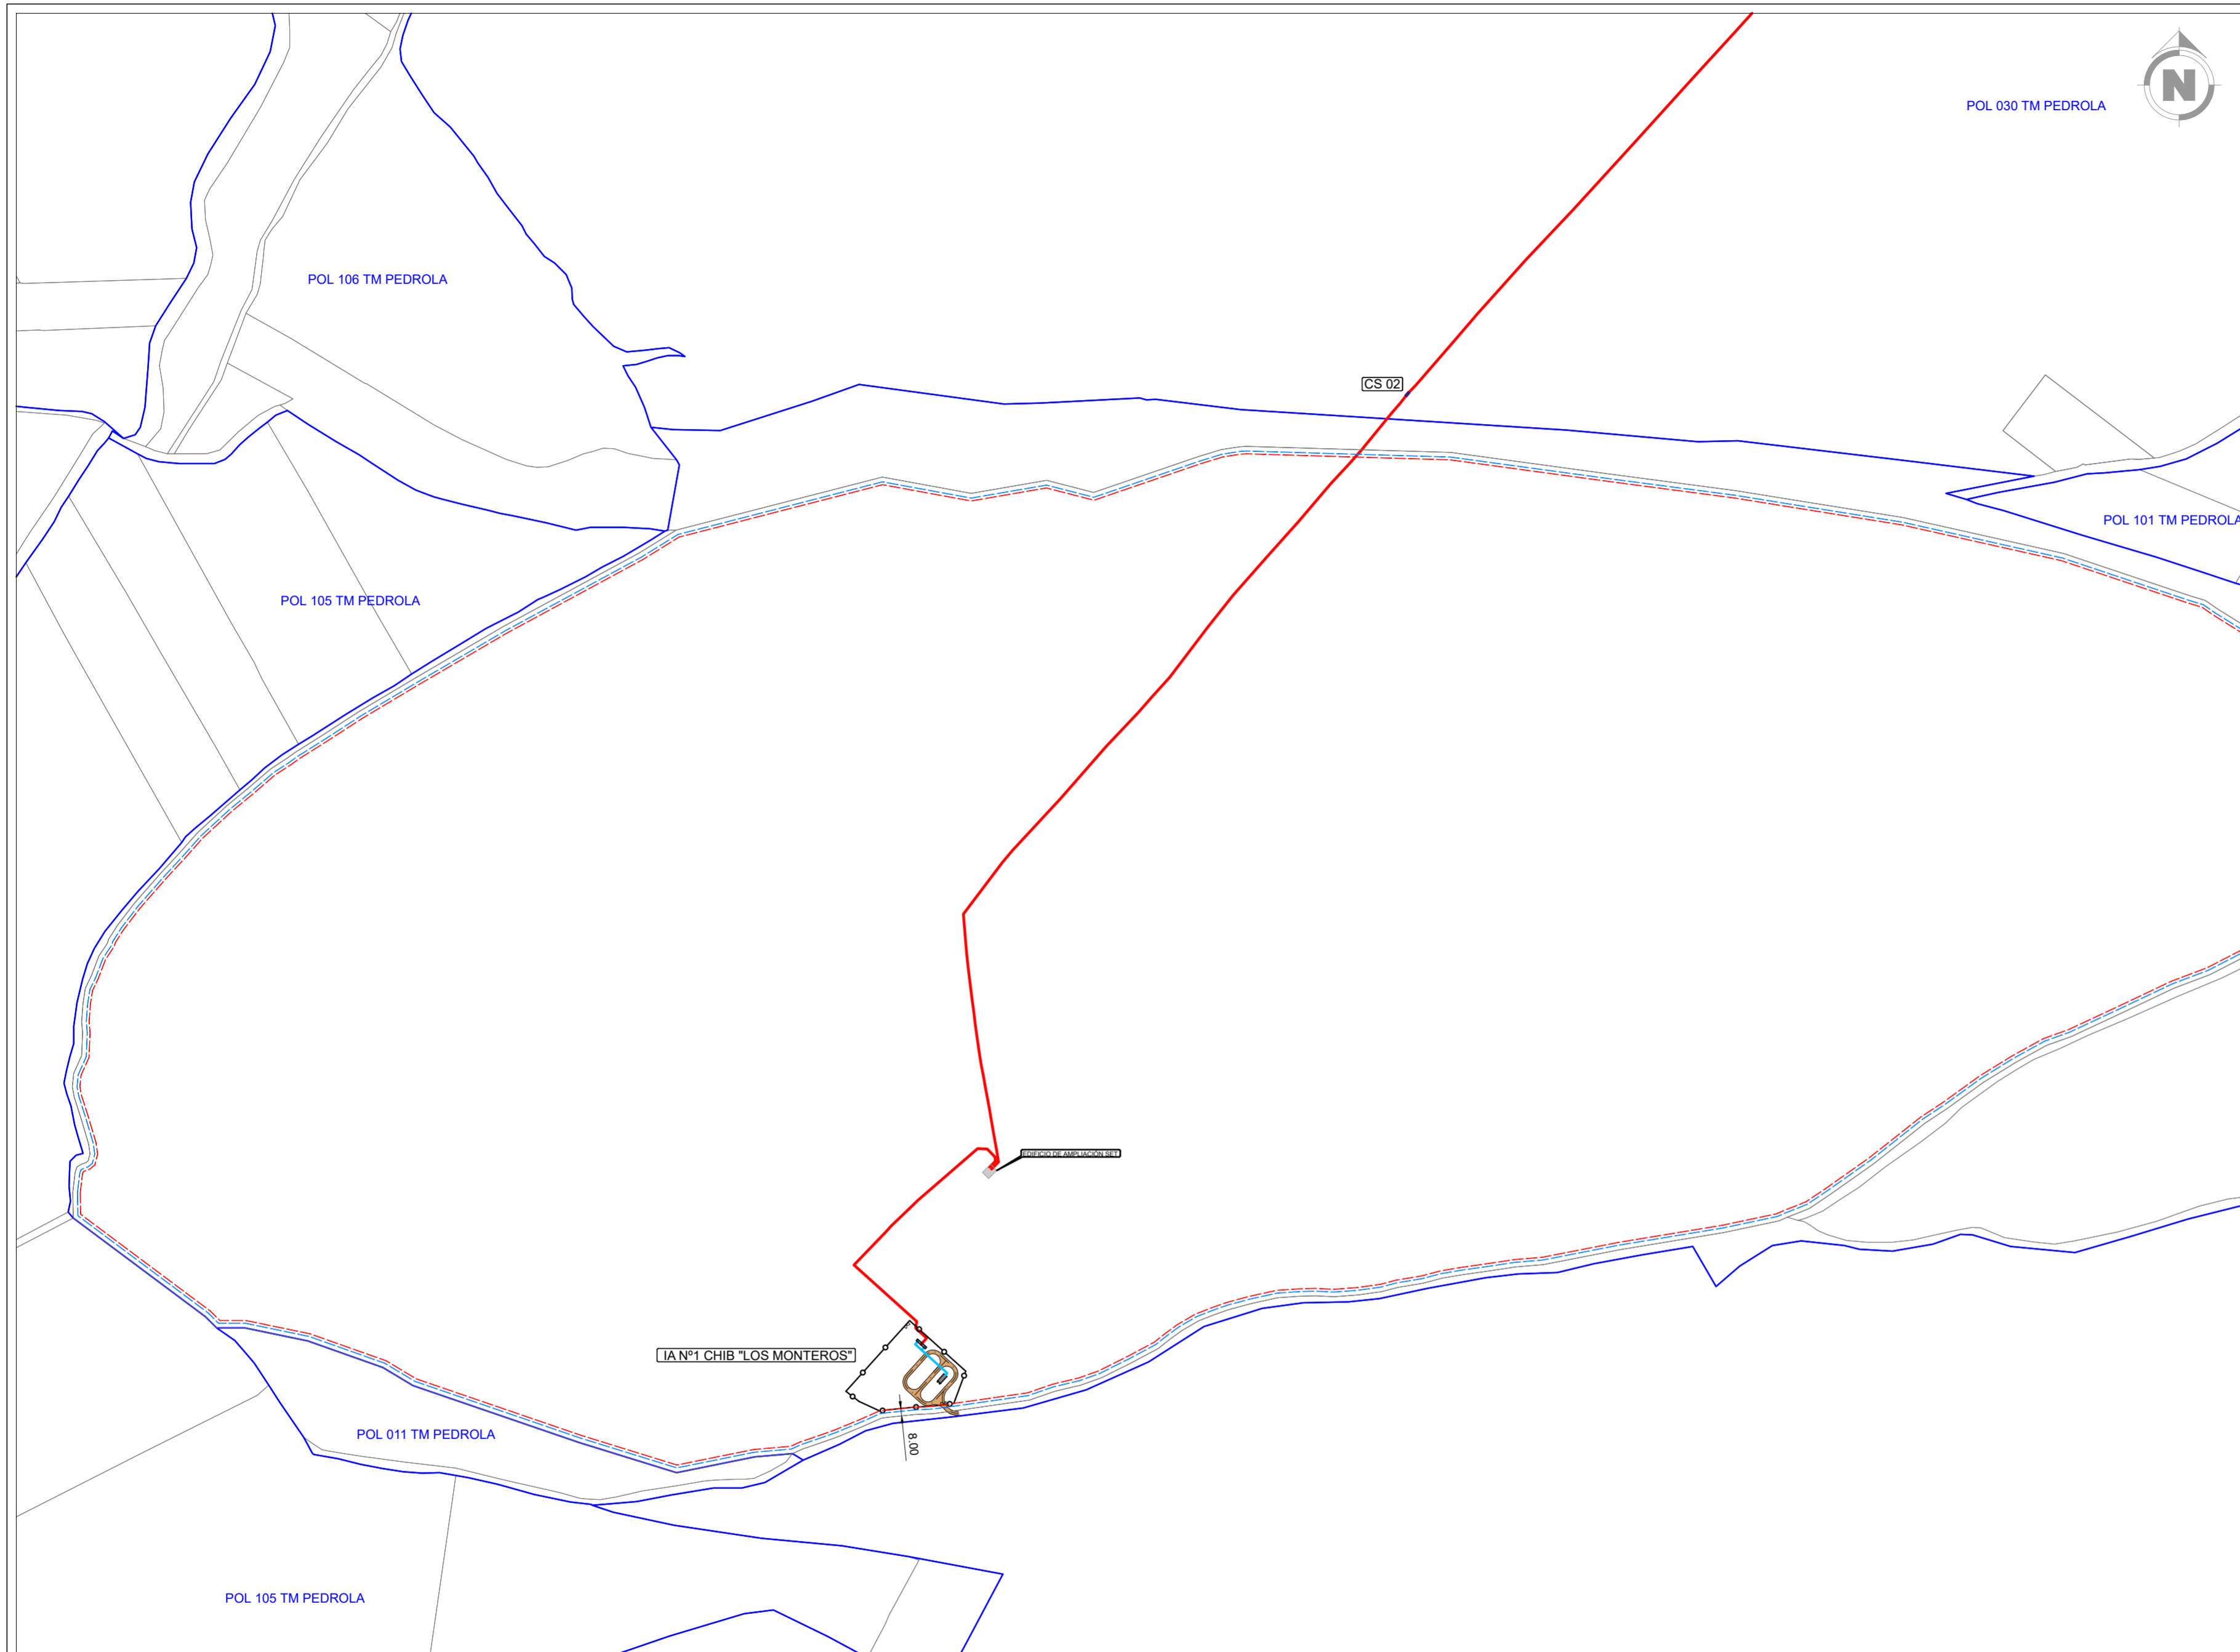 N
POL 030 TM PEDROLA
POL 106 TM PEDROLA
CS 02
POL 101 TM PEDROLA
POL 105 TM PEDROLA
EDIFICIO DE AMPLIACIÓN SET
IA Nº1 CHIB "LOS MONTEROS"
POL 011 TM PEDROLA
8.00
POL 105 TM PEDROLA